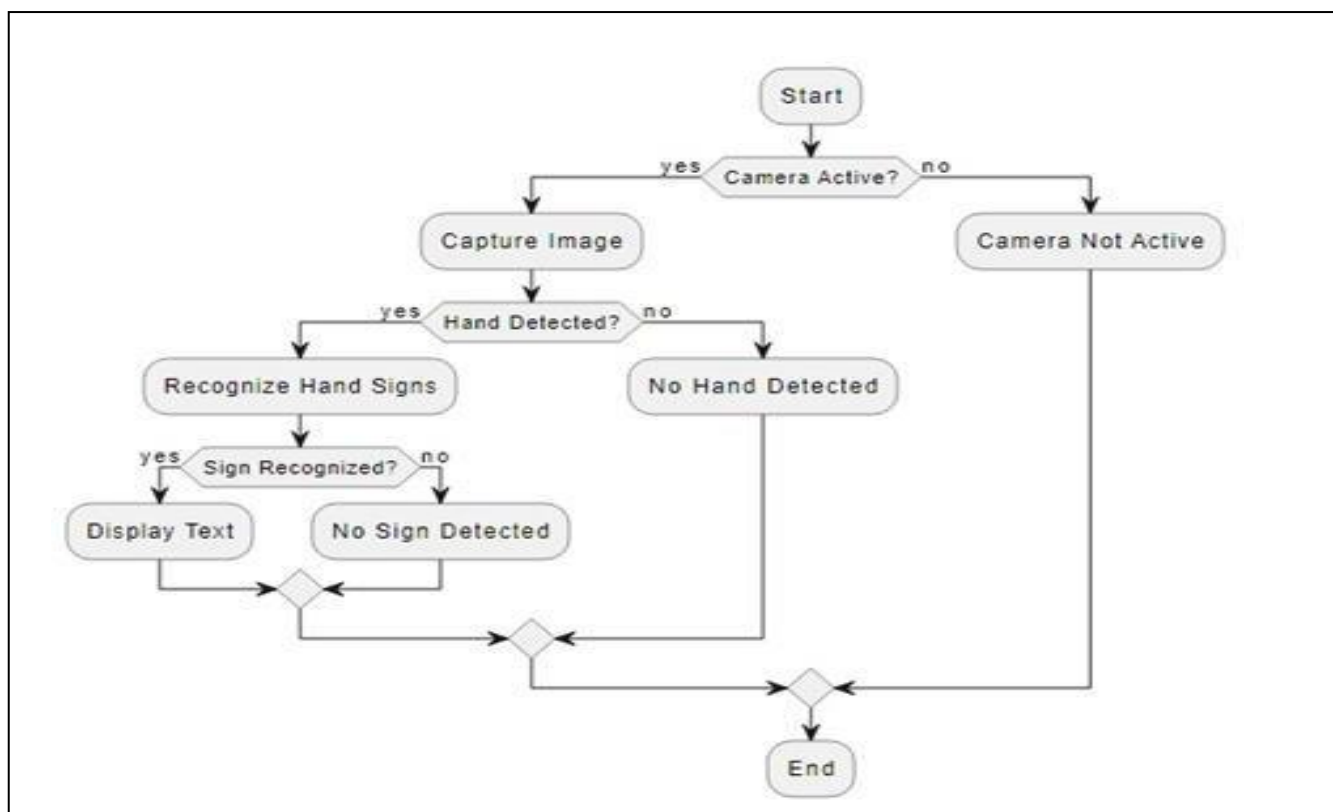 Start
yes
Camera Active?
no
Capture Image
Camera Not Active
yes
Hand Detected?
no
Recognize Hand Signs
No Hand Detected
yes
Sign Recognized?
no
Display Text
No Sign Detected
End